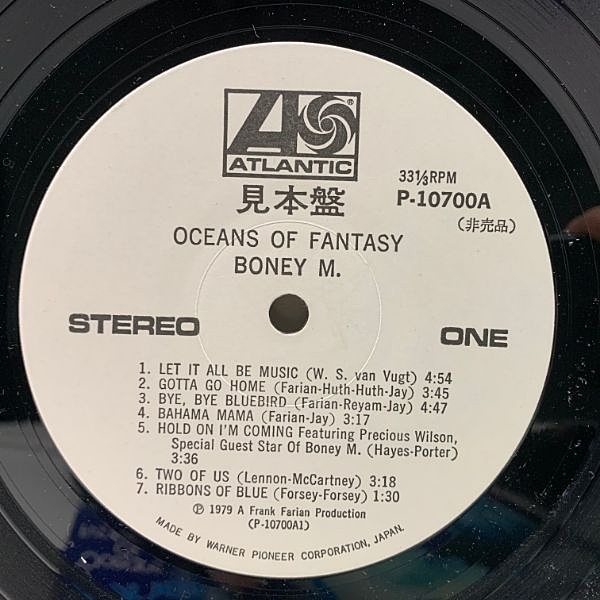 ATLANTIC
®
見本盤
33⅓RPM
P-10700A
(非売品)
OCEANS OF FANTASY
BONEY M.
STEREO
ONE
1. LET IT ALL BE MUSIC (W. S. van Vugt) 4:54
2. GOTTA GO HOME (Farian-Huth-Huth-Jay) 3:45
3. BYE, BYE BLUEBIRD (Farian-Reyam-Jay) 4:47
4. BAHAMA MAMA (Farian-Jay) 3:17
5. HOLD ON I'M COMING Featuring Precious Wilson,
Special Guest Star Of Boney M. (Hayes-Porter)
3:36
6. TWO OF US (Lennon-McCartney) 3:18
7. RIBBONS OF BLUE (Forsey-Forsey) 1:30
℗ 1979 A Frank Farian Production
(P-10700A1)
MADE BY WARNER PIONEER CORPORATION, JAPAN.